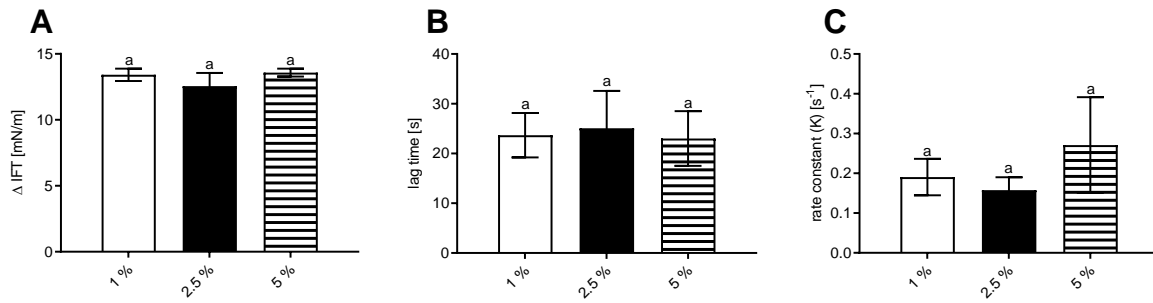 A
Δ IFT [mN/m]
15
10
5
0
a
a
a
1 %
2.5 %
5 %
B
lag time [s]
40
30
20
10
0
a
a
a
1 %
2.5 %
5 %
C
rate constant (K) [s⁻¹]
0.5
0.4
0.3
0.2
0.1
0.0
a
a
a
1 %
2.5 %
5 %